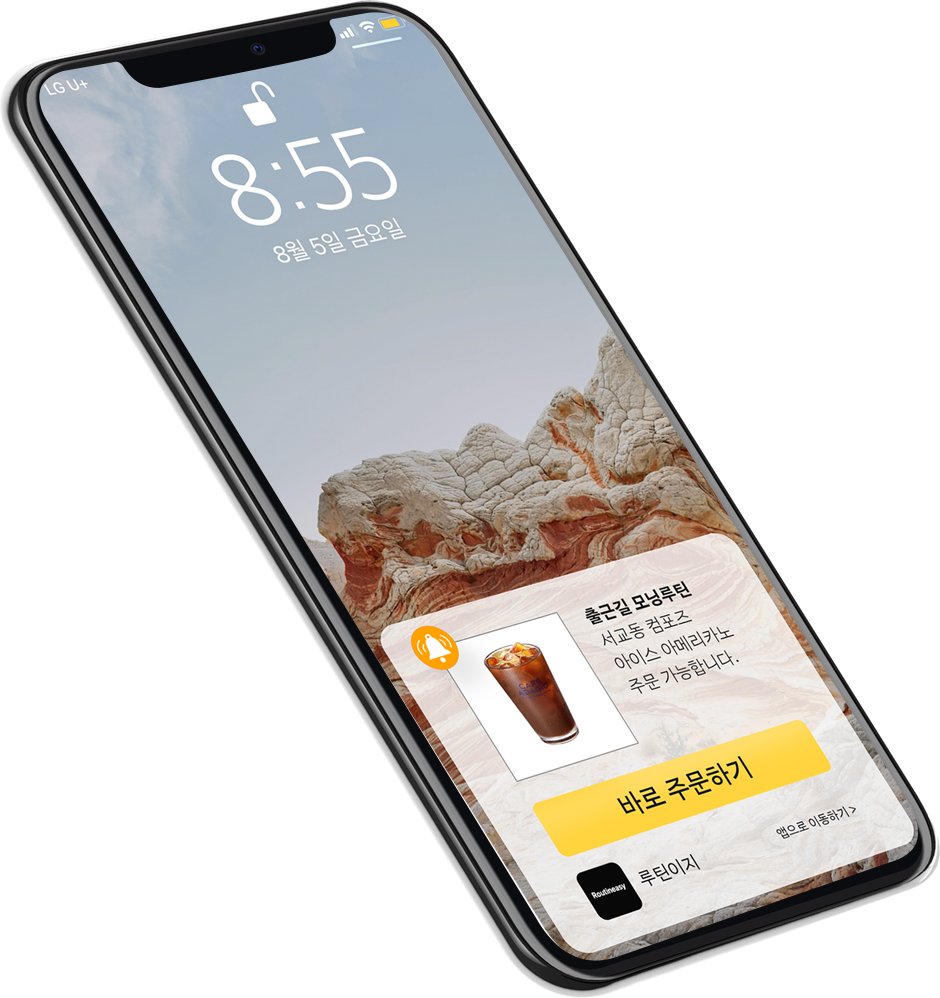 LG U+
8:55
8월 5일 금요일
출근길 모닝루틴
서교동 컴포즈
아이스 아메리카노
주문 가능합니다.
바로 주문하기
앱으로 이동하기 >
Routineasy
루틴이지